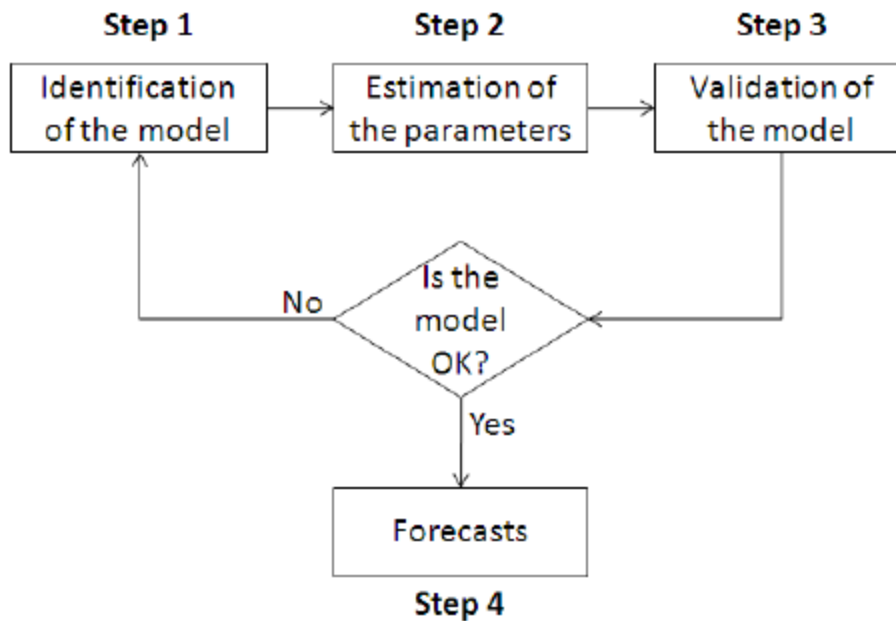 Step 1
Step 2
Step 3
Identification
of the model
Estimation of
the parameters
Validation of
the model
Is the
model
OK?
No
Yes
Forecasts
Step 4